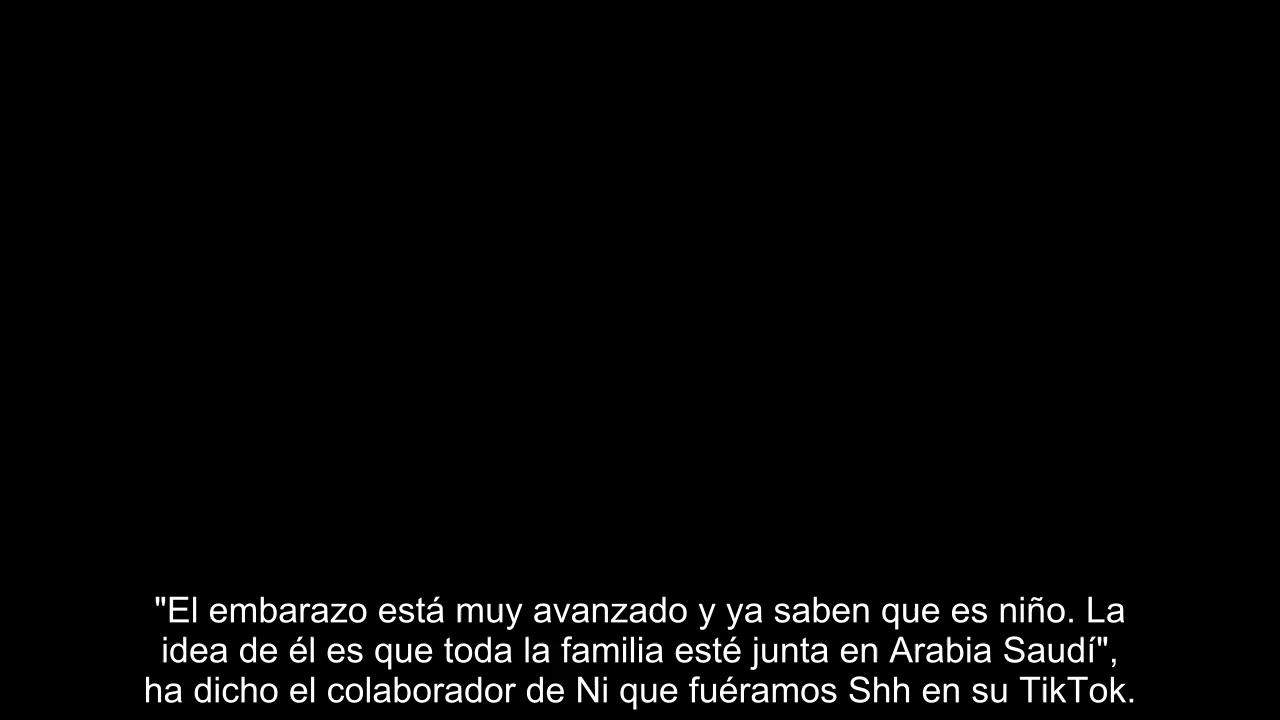 "El embarazo está muy avanzado y ya saben que es niño. La
idea de él es que toda la familia esté junta en Arabia Saudí",
ha dicho el colaborador de Ni que fuéramos Shh en su TikTok.